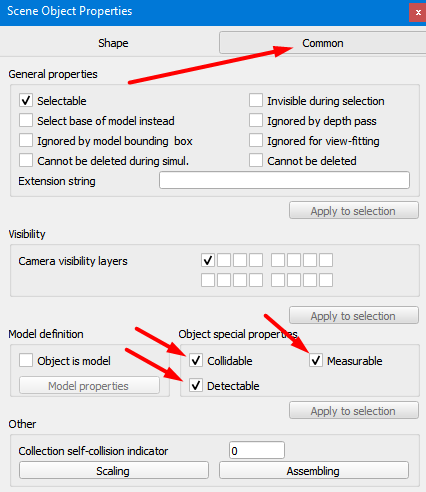 Scene Object Properties
x
Shape Common
General properties
Selectable Invisible during selection
Select base of model instead Ignored by depth pass
Ignored by model bounding box Ignored for view-fitting
Cannot be deleted during simul. Cannot be deleted
Extension string
Apply to selection
Visibility
Camera visibility layers
Apply to selection
Model definition Object special properties
Object is model Collidable Measurable
Model properties Detectable
Apply to selection
Other
Collection self-collision indicator 0
Scaling Assembling